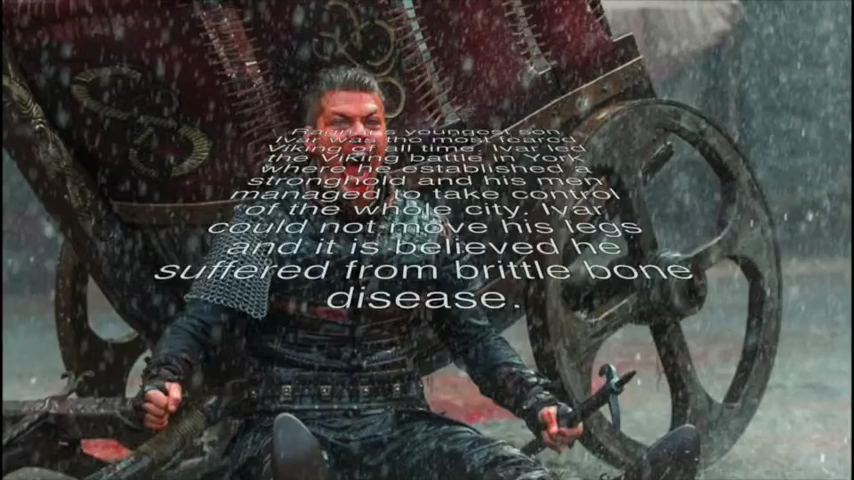 Ragnar's youngest son
Ivar was the most feared
Viking of all time. Ivar led
the Viking battle in York
where he established a
stronghold and his men
managed to take control
of the whole city. Ivar
could not move his legs
and it is believed he
suffered from brittle bone
disease.